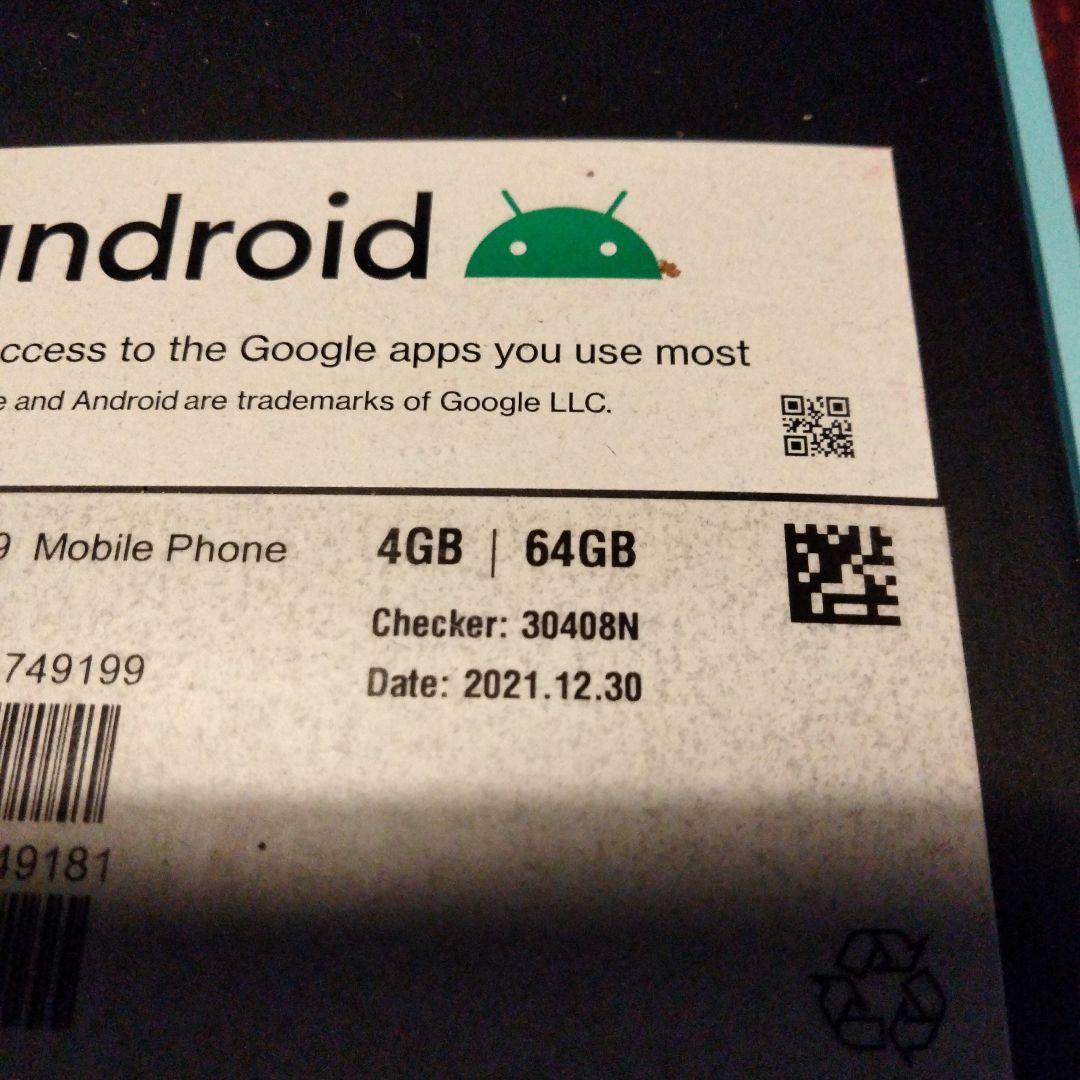 android
ccess to the Google apps you use most
e and Android are trademarks of Google LLC.
9 Mobile Phone
4GB | 64GB
Checker: 30408N
749199
Date: 2021.12.30
49181